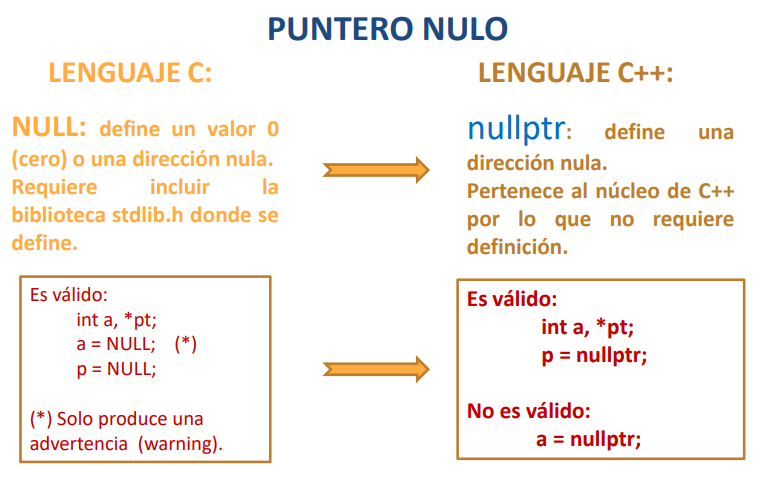 PUNTERO NULO
LENGUAJE C:
NULL: define un valor 0
(cero) o una dirección nula.
Requiere incluir la
biblioteca stdlib.h donde se
define.
Es válido:
int a, *pt;
a = NULL; (*)
p = NULL;
(*) Solo produce una
advertencia (warning).
LENGUAJE C++:
nullptr: define una
dirección nula.
Pertenece al núcleo de C++
por lo que no requiere
definición.
Es válido:
int a, *pt;
p = nullptr;
No es válido:
a = nullptr;